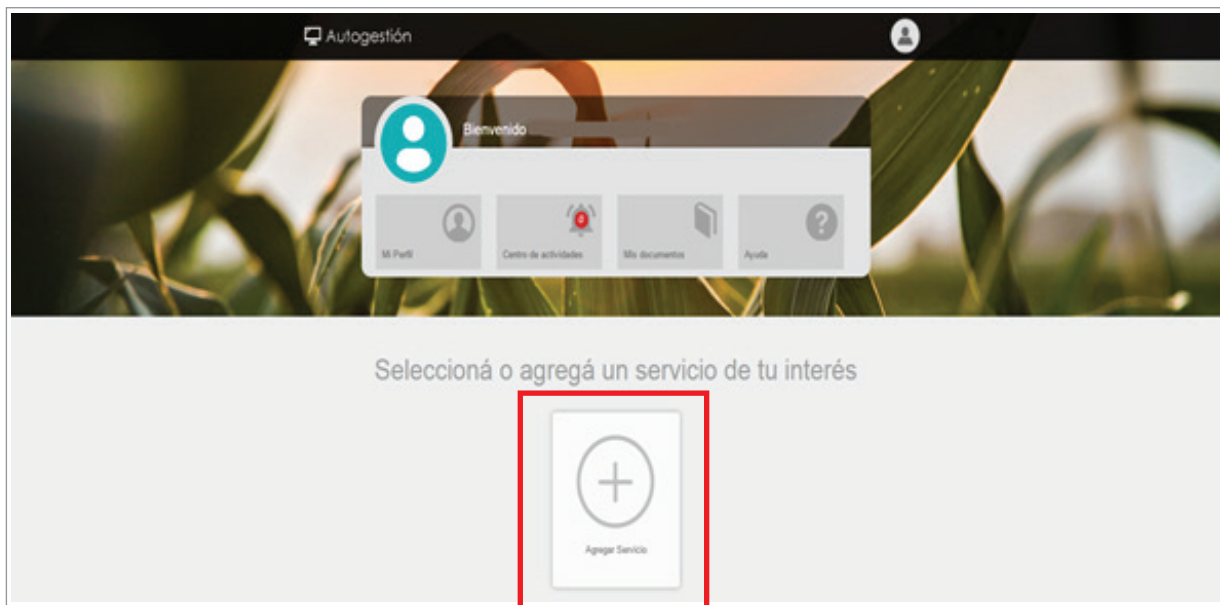 Autogestión
Bienvenido
0
Mi Perfil
Centro de actividades
Mis documentos
Ayuda
?
Seleccioná o agregá un servicio de tu interés
Agregar Servicio